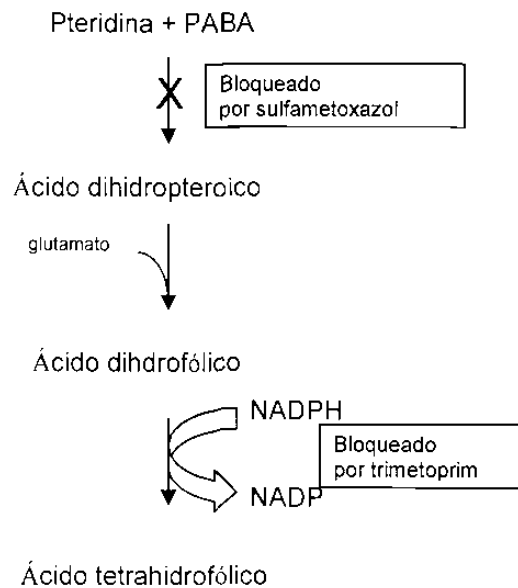 Pteridina + PABA
X
Bloqueado
por sulfametoxazol
Ácido dihidropteroico
glutamato
Ácido dihdrofólico
NADPH
Bloqueado
por trimetoprim
NADP
Ácido tetrahidrofólico